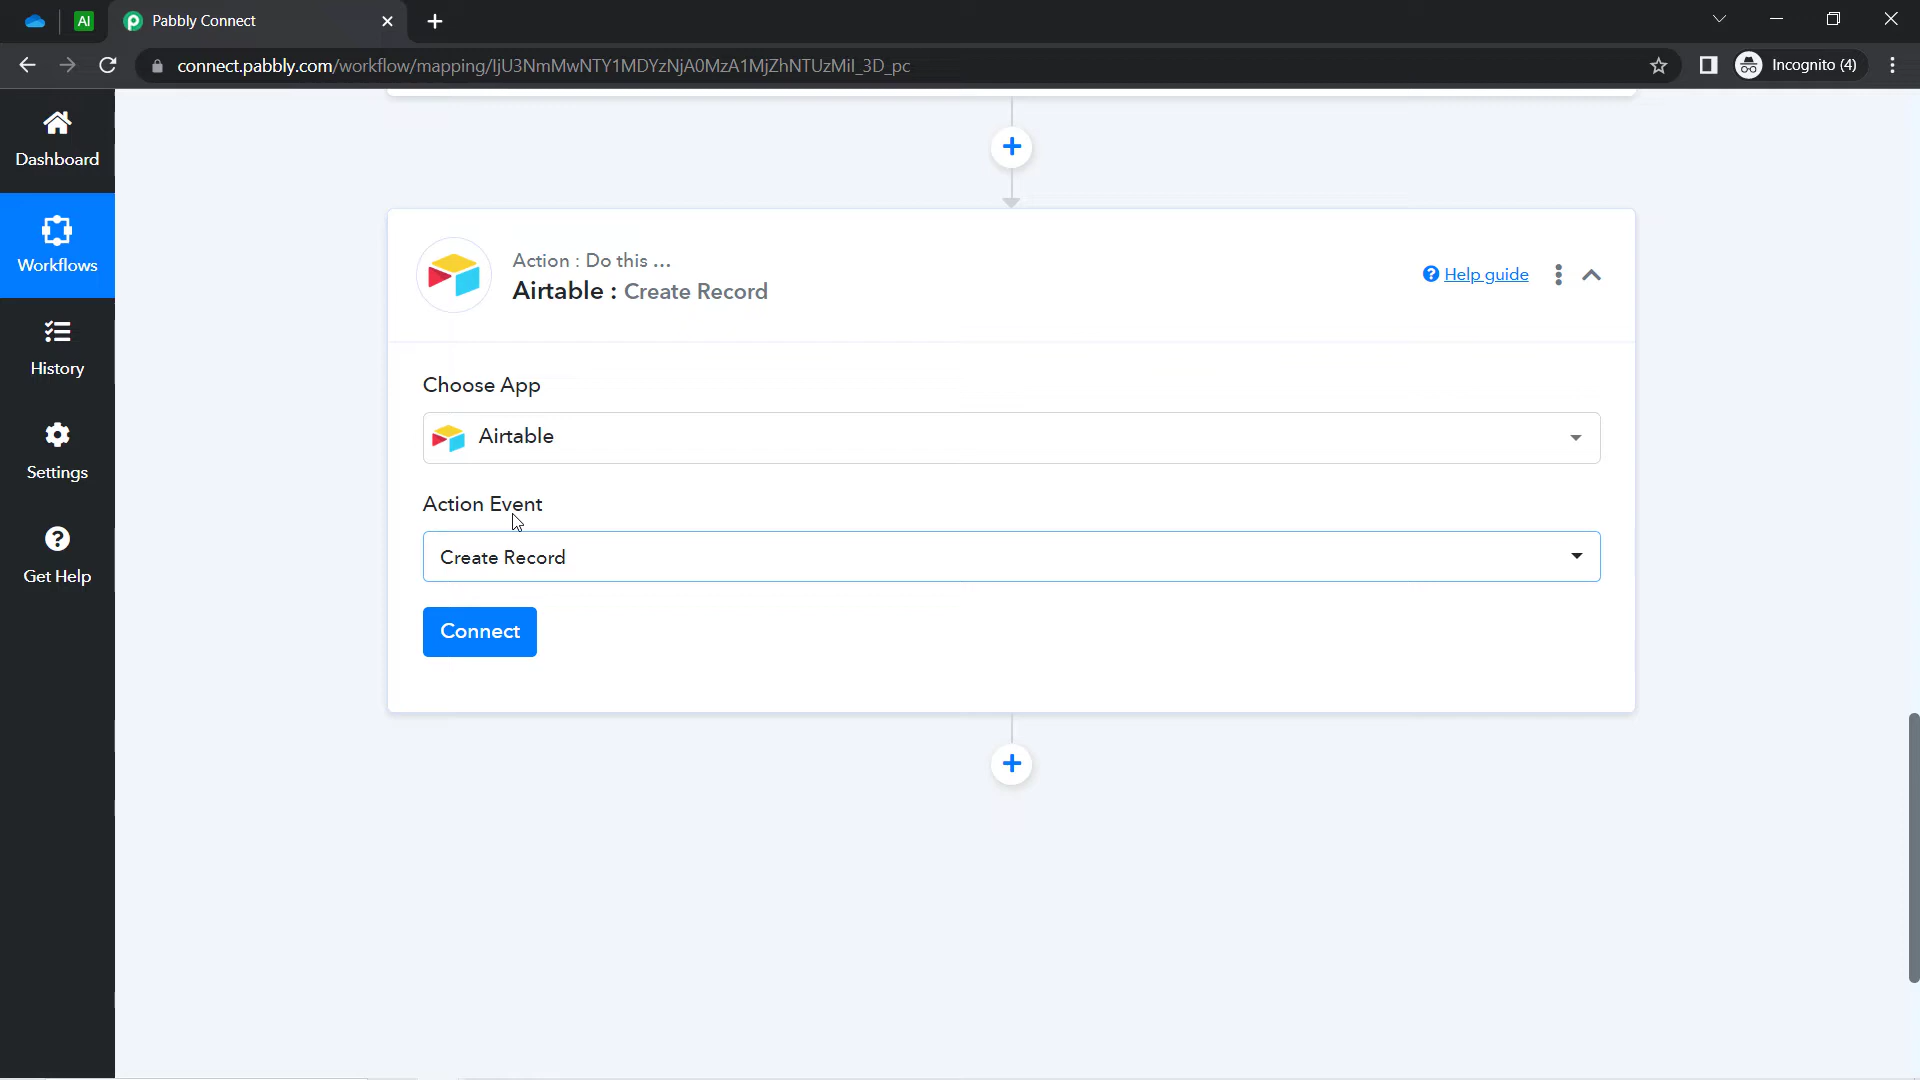 AI
Pabbly Connect
connect.pabbly.com/workflow/mapping/IjU3NmMwNTY1MDYzNjA0MzA1MjZhNTUzMiI_3D_pc
Incognito (4)
Dashboard
Workflows
History
Settings
? Get Help
Action : Do this ...
Airtable : Create Record
? Help guide
Choose App
Airtable
Action Event
Create Record
Connect